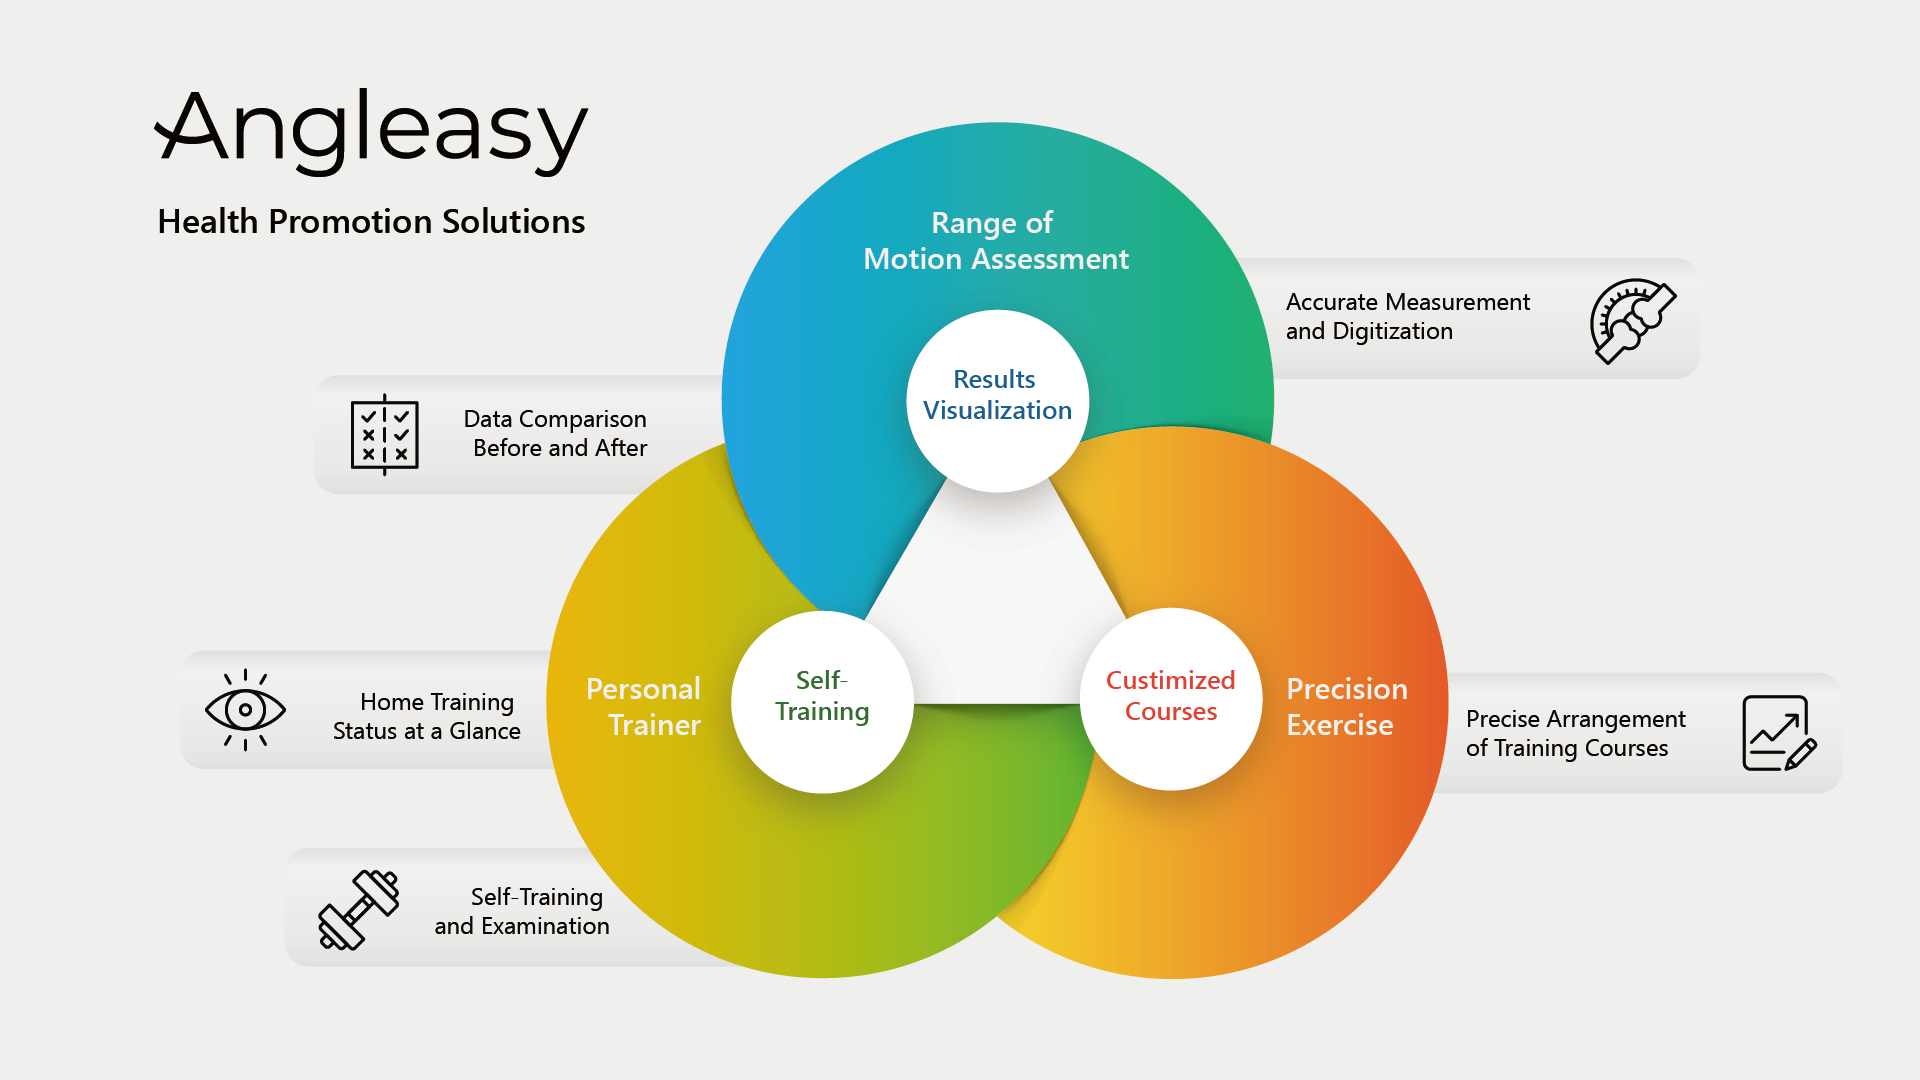 Angleasy
Health Promotion Solutions
Range of
Motion Assessment
Results
Visualization
Accurate Measurement
and Digitization
Data Comparison
Before and After
Home Training
Status at a Glance
Personal
Trainer
Self-
Training
Custimized
Courses
Precision
Exercise
Precise Arrangement
of Training Courses
Self-Training
and Examination